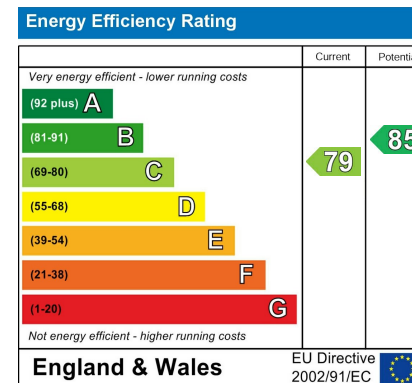 Energy Efficiency Rating
Current Potenti
Very energy efficient - lower running costs
(92 plus) A
(81-91) B
85
(69-80) C
79
(55-68) D
(39-54) E
(21-38) F
(1-20) G
Not energy efficient - higher running costs
England & Wales
EU Directive
2002/91/EC